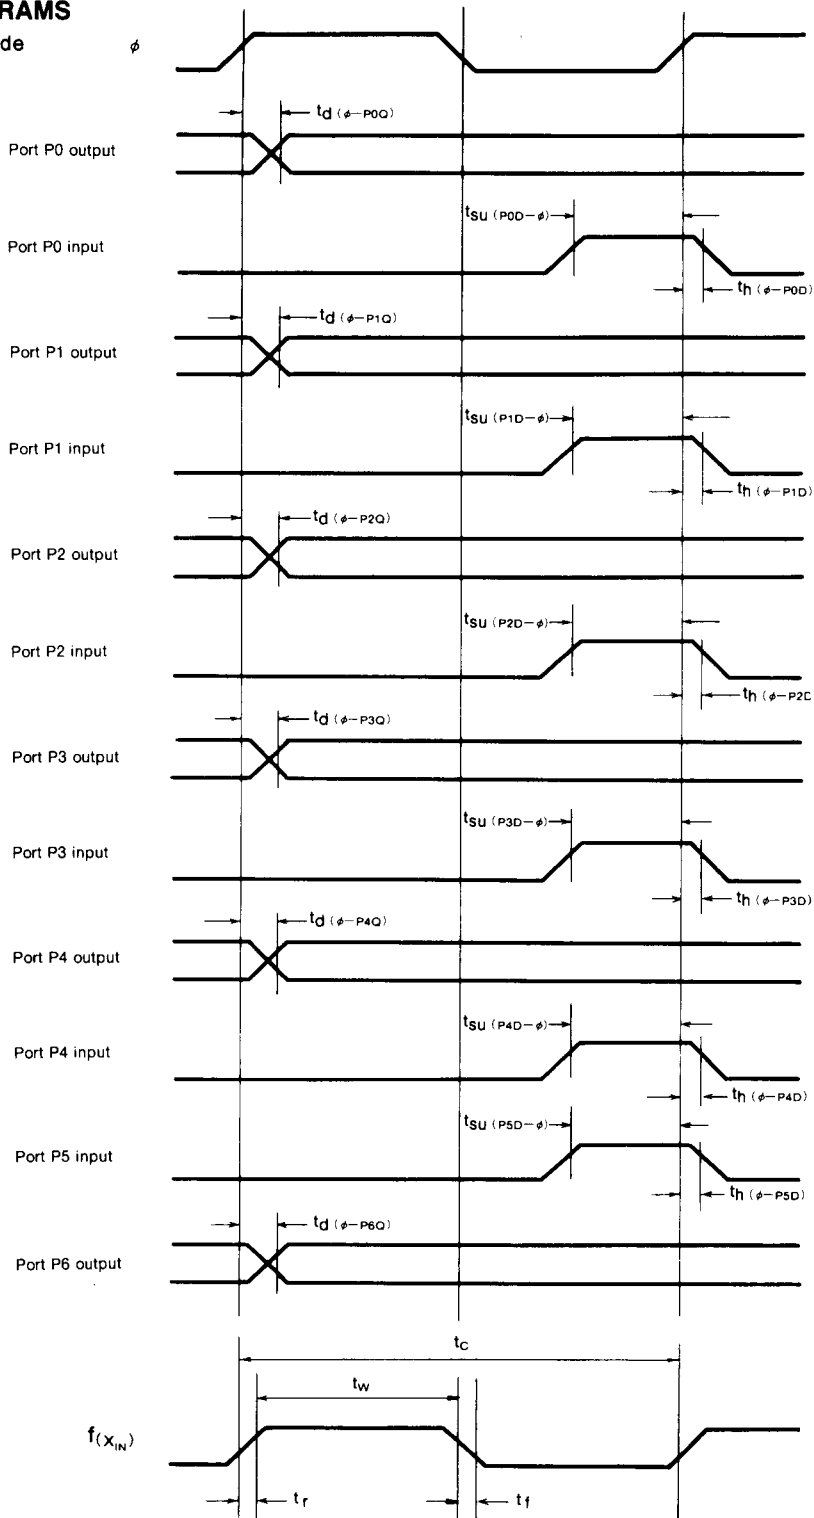 RAMS
de
φ
td (φ−P0Q)
Port P0 output
tsu (P0D−φ)
Port P0 input
th (φ−P0D)
td (φ−P1Q)
Port P1 output
tsu (P1D−φ)
Port P1 input
th (φ−P1D)
td (φ−P2Q)
Port P2 output
tsu (P2D−φ)
Port P2 input
th (φ−P2D
td (φ−P3Q)
Port P3 output
tsu (P3D−φ)
Port P3 input
th (φ−P3D)
td (φ−P4Q)
Port P4 output
tsu (P4D−φ)
Port P4 input
th (φ−P4D)
tsu (P5D−φ)
Port P5 input
th (φ−P5D)
td (φ−P6Q)
Port P6 output
tc
tw
f(XIN)
tr
tf